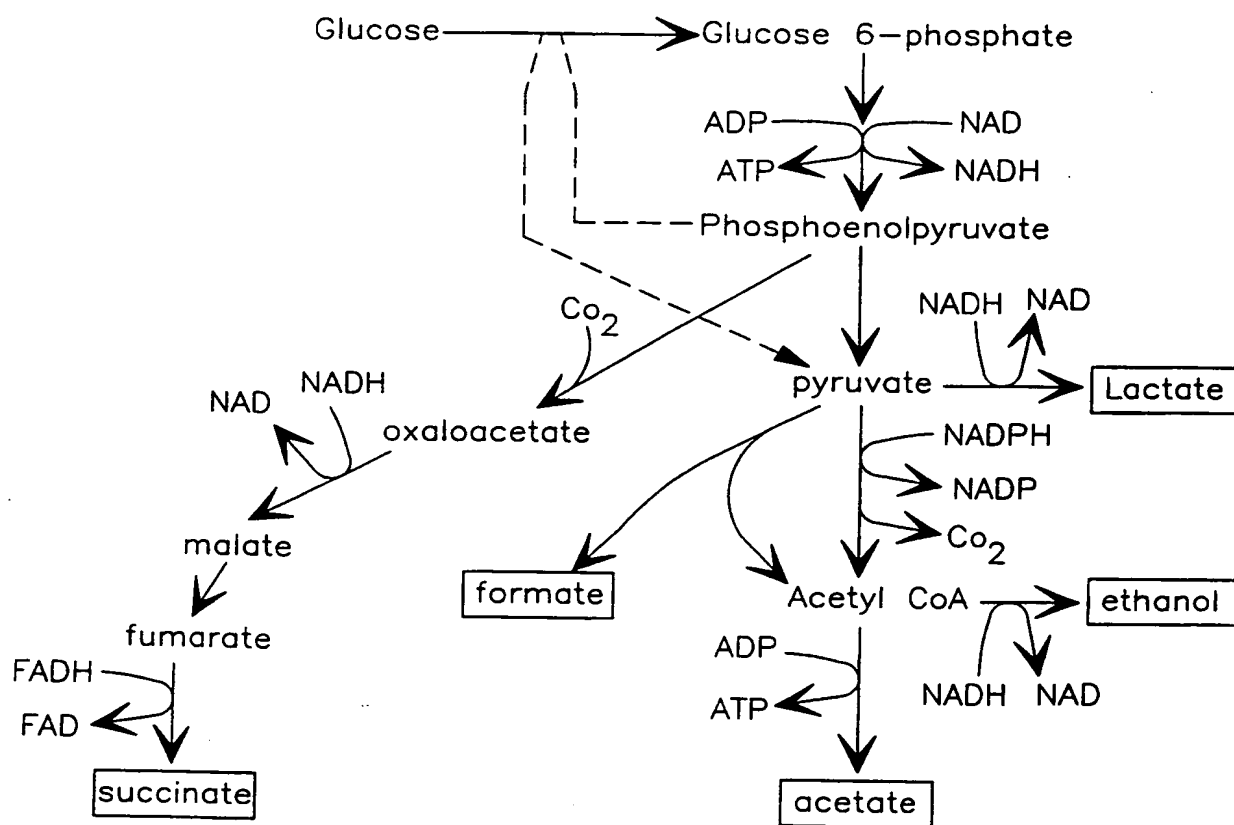 Glucose
Glucose 6-phosphate
ADP
NAD
ATP
NADH
Phosphoenolpyruvate
Co2
NADH
NAD
pyruvate
Lactate
NADH
NAD
oxaloacetate
NADPH
NADP
Co2
malate
formate
Acetyl CoA
ethanol
fumarate
ADP
FADH
NADH
NAD
ATP
FAD
succinate
acetate